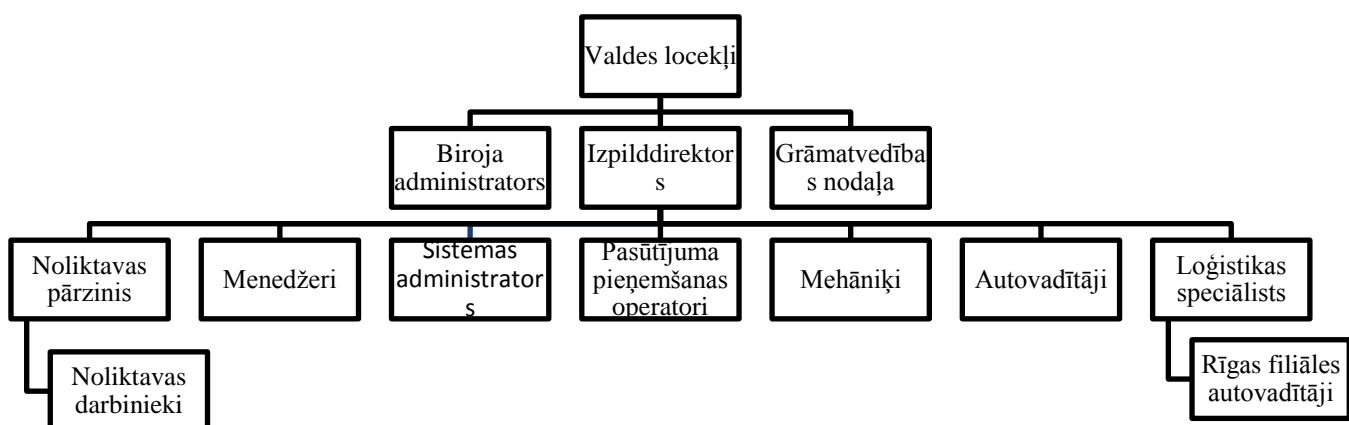 Valdes locekļi
Biroja
administrators
Izpilddirektor
s
Grāmatvedība
s nodaļa
Noliktavas
pārzinis
Menedžeri
Sistēmas
administrator
s
Pasūtījuma
pieņemšanas
operatori
Mehāniķi
Autovadītāji
Loģistikas
speciālists
Noliktavas
darbinieki
Rīgas filiāles
autovadītāji